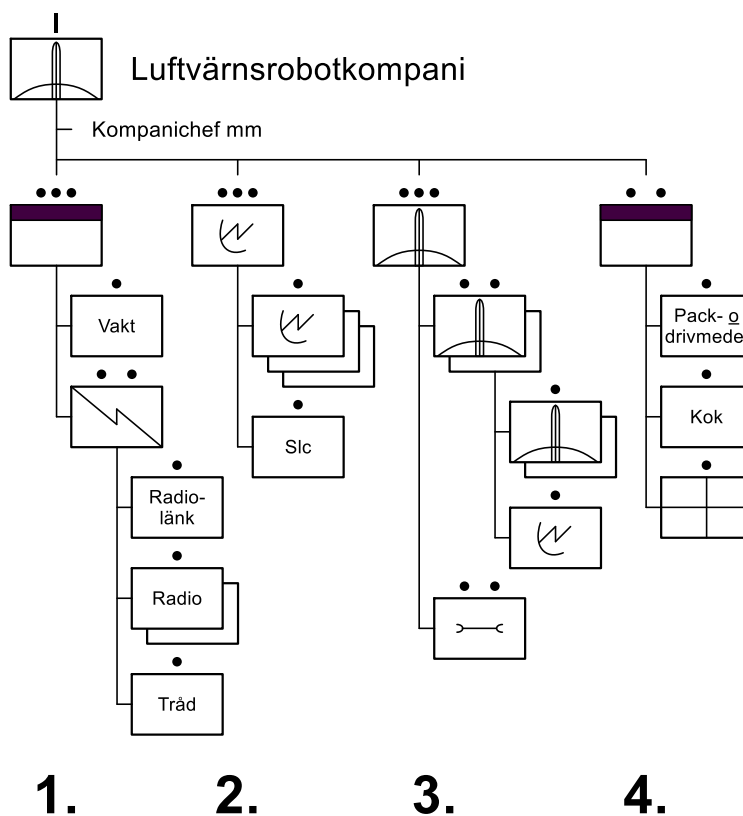 Luftvärnsrobotkompani
Kompanichef mm
Vakt
Radio-
länk
Radio
Tråd
Slc
Pack- o
drivmede
Kok
1. 2. 3. 4.